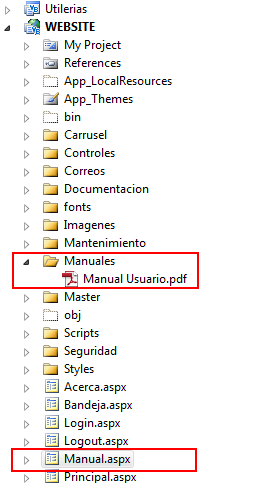 Utilerias
WEBSITE
My Project
References
App_LocalResources
App_Themes
bin
Carrusel
Controles
Correos
Documentacion
fonts
Imagenes
Mantenimiento
Manuales
Manual Usuario.pdf
Master
obj
Scripts
Seguridad
Styles
Acerca.aspx
Bandeja.aspx
Login.aspx
Logout.aspx
Manual.aspx
Principal.aspx